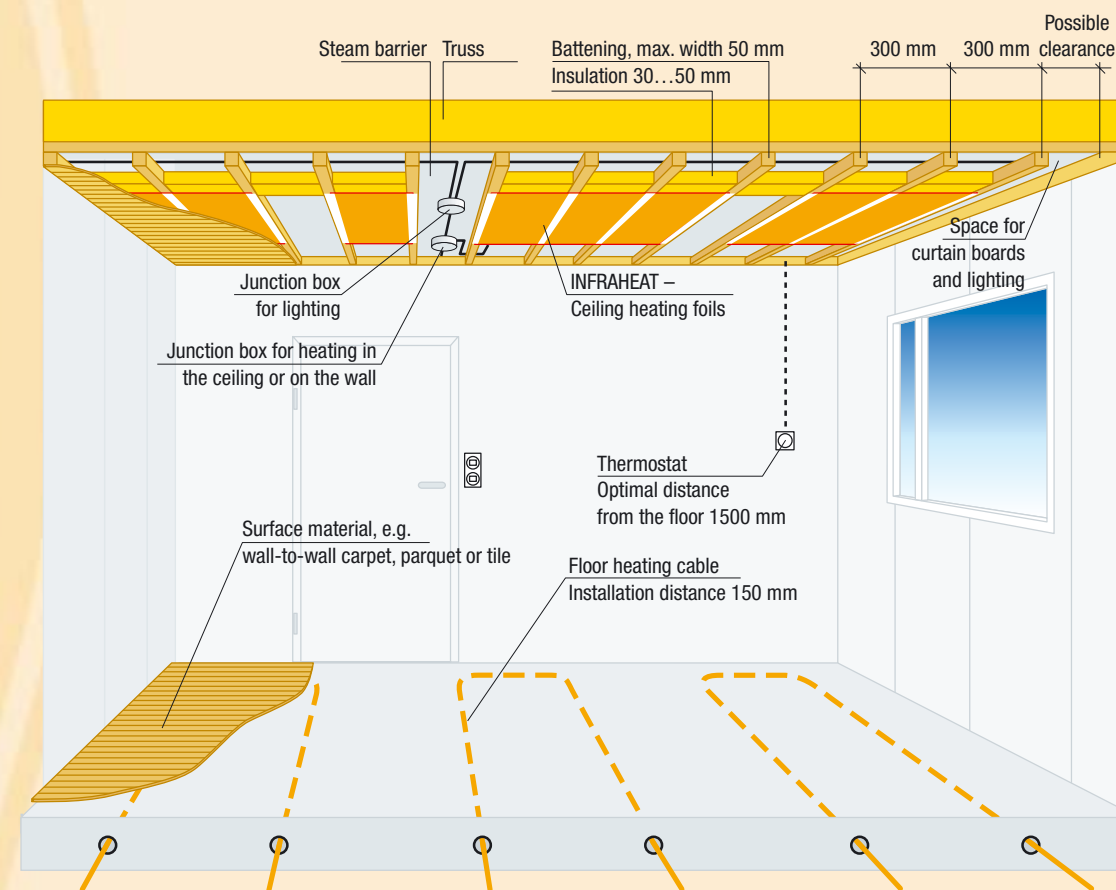 Possible
clearance
Steam barrier Truss
Battening, max. width 50 mm
Insulation 30…50 mm
300 mm 300 mm
Space for
curtain boards
and lighting
Junction box
for lighting
INFRAHEAT –
Ceiling heating foils
Junction box for heating in
the ceiling or on the wall
Thermostat
Optimal distance
from the floor 1500 mm
Surface material, e.g.
wall-to-wall carpet, parquet or tile
Floor heating cable
Installation distance 150 mm